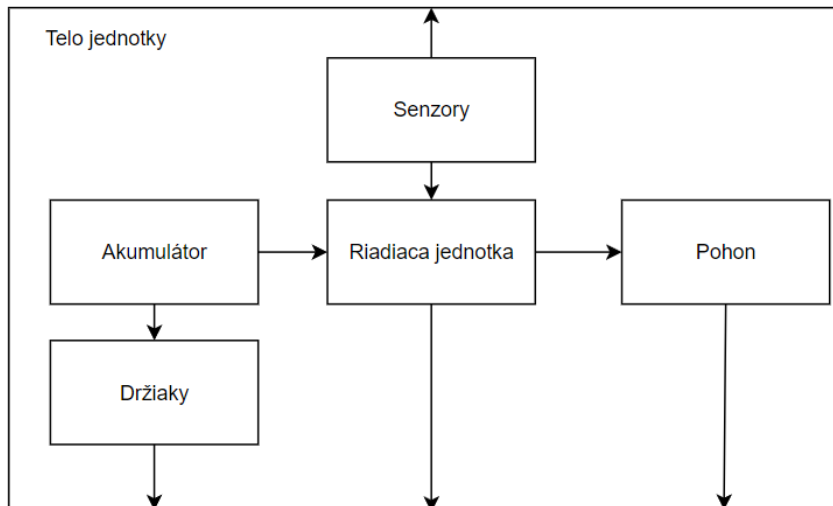 Telo jednotky
Senzory
Akumulátor
Riadiaca jednotka
Pohon
Držiaky